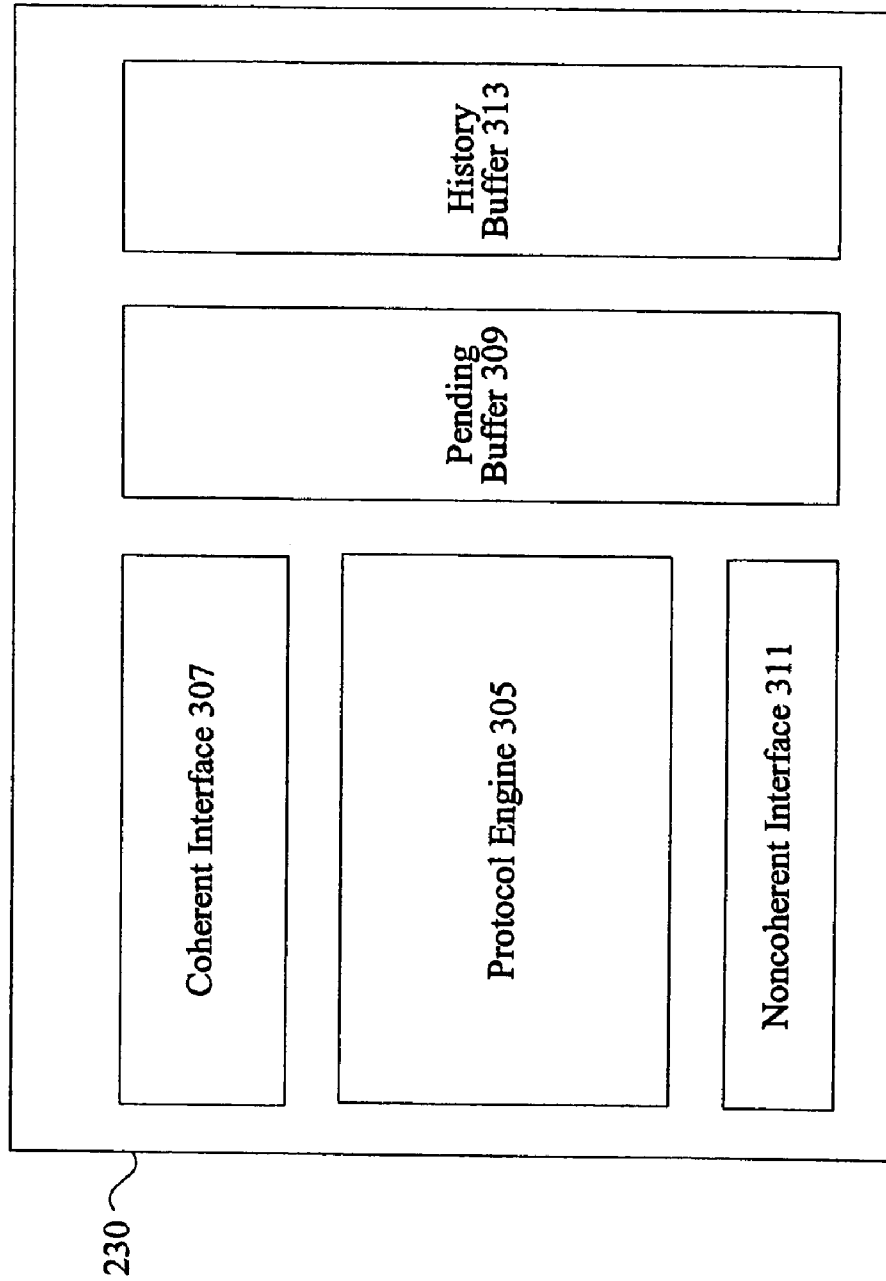 230
Coherent Interface 307
Protocol Engine 305
Noncoherent Interface 311
Pending
Buffer 309
History
Buffer 313